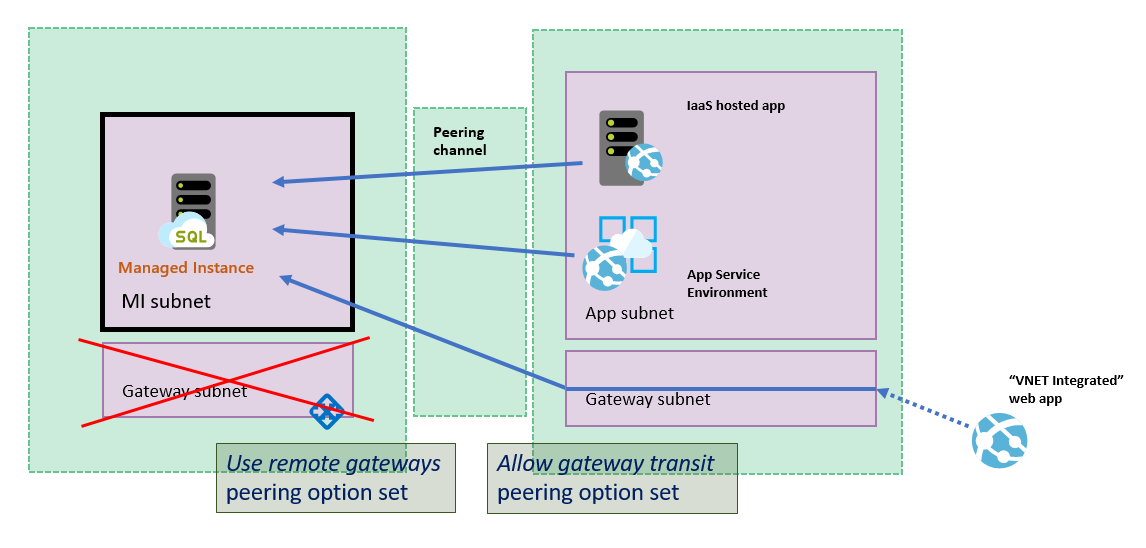 IaaS hosted app
Peering
channel
SQL
Managed Instance
MI subnet
App Service
Environment
App subnet
Gateway subnet
Gateway subnet
“VNET Integrated”
web app
Use remote gateways
peering option set
Allow gateway transit
peering option set